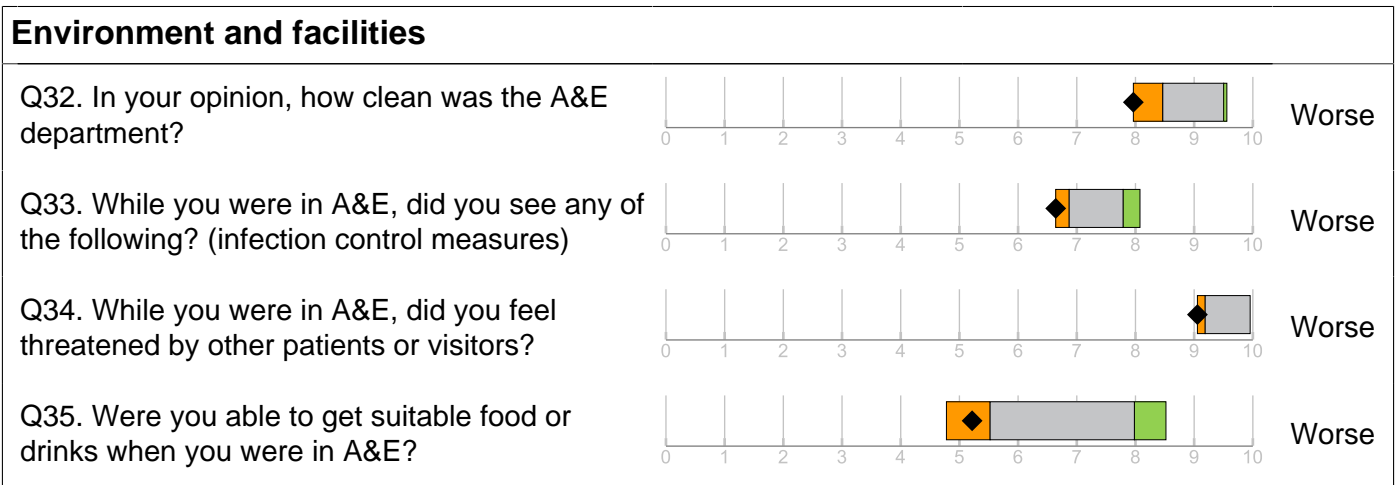 Environment and facilities
Q32. In your opinion, how clean was the A&E
department?
0 1 2 3 4 5 6 7 8 9 10
Worse
Q33. While you were in A&E, did you see any of
the following? (infection control measures)
0 1 2 3 4 5 6 7 8 9 10
Worse
Q34. While you were in A&E, did you feel
threatened by other patients or visitors?
0 1 2 3 4 5 6 7 8 9 10
Worse
Q35. Were you able to get suitable food or
drinks when you were in A&E?
0 1 2 3 4 5 6 7 8 9 10
Worse